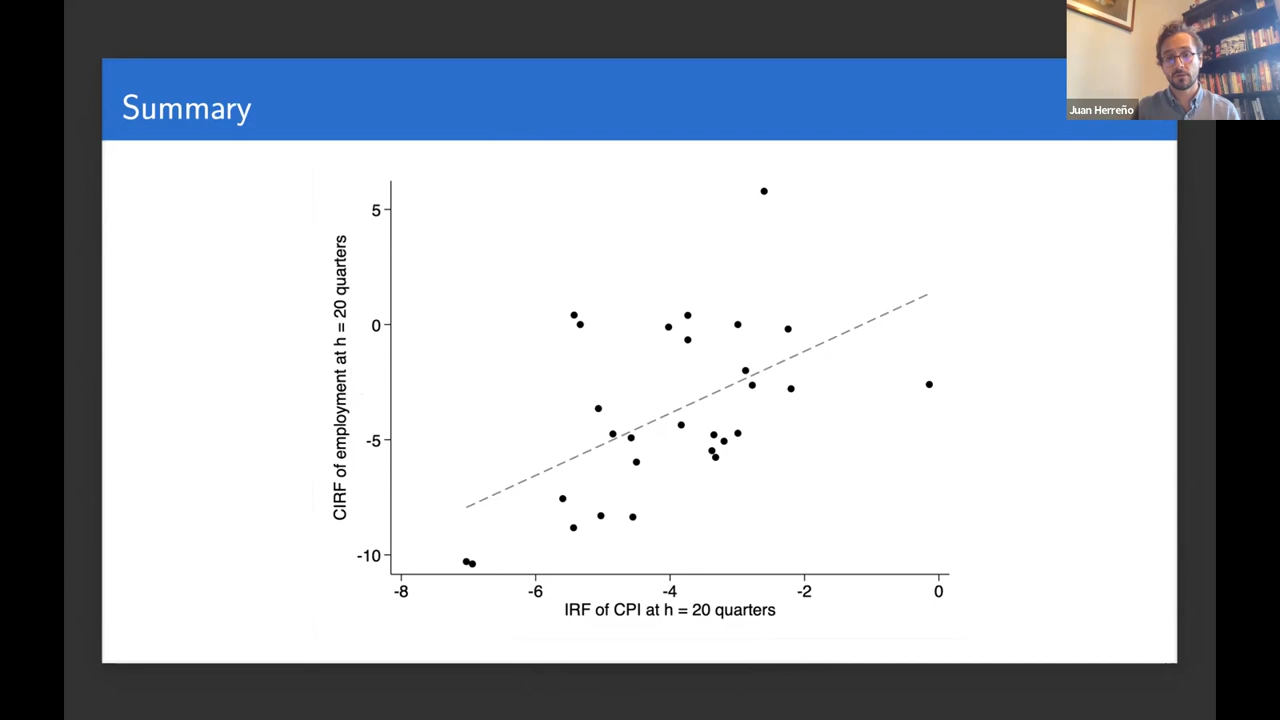 Summary
Juan Herreño
CIRF of employment at h = 20 quarters
5
0
-5
-10
-8
-6
-4
-2
0
IRF of CPI at h = 20 quarters